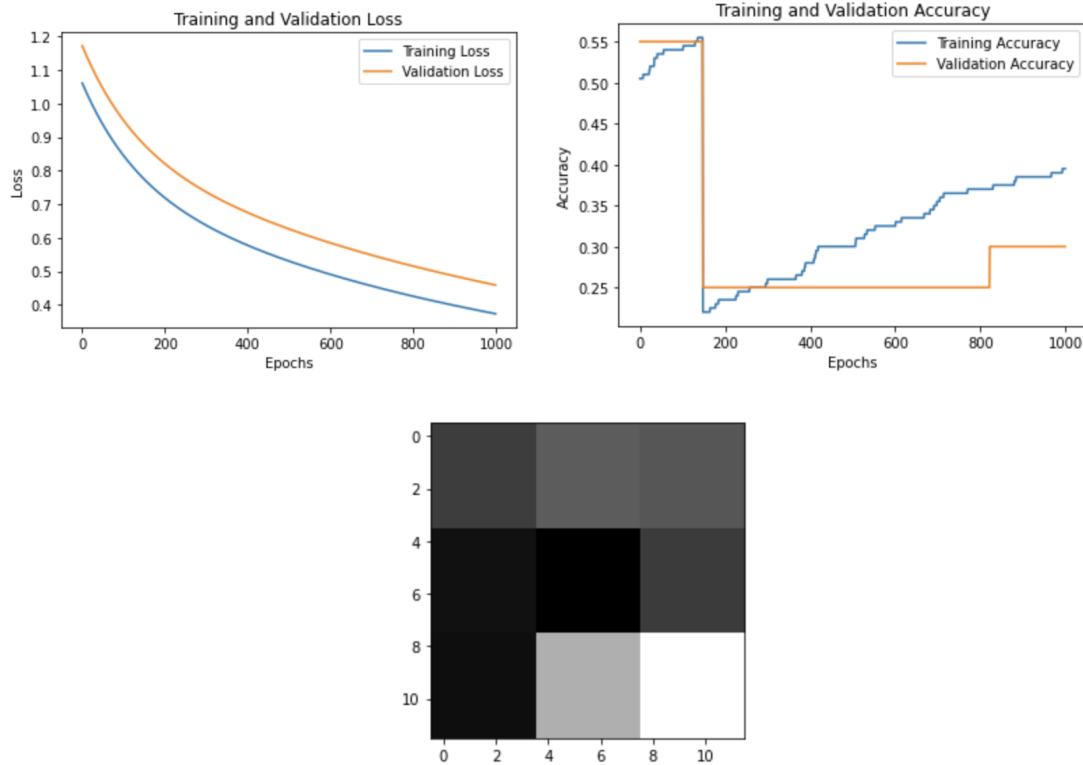 Training and Validation Loss
1.2
1.1
1.0
0.9
0.8
0.7
0.6
0.5
0.4
Loss
Training Loss
Validation Loss
0 200 400 600 800 1000
Epochs
Training and Validation Accuracy
0.55
0.50
0.45
0.40
0.35
0.30
0.25
Accuracy
Training Accuracy
Validation Accuracy
0 200 400 600 800 1000
Epochs
0
2
4
6
8
10
0 2 4 6 8 10